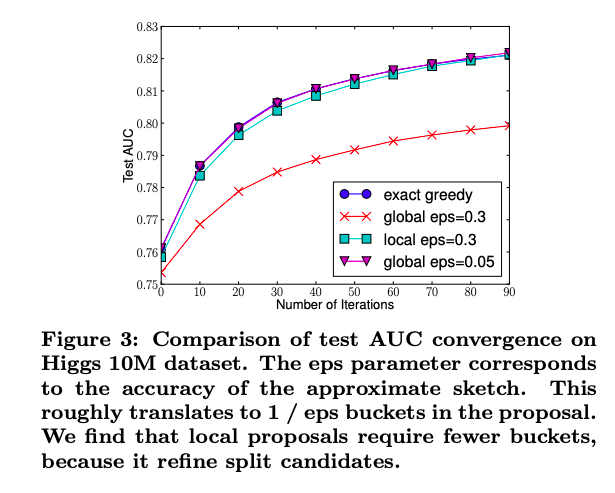 0.83
0.82
0.81
0.80
0.79
0.78
0.77
0.76
0.75
Test AUC
exact greedy
global eps=0.3
local eps=0.3
global eps=0.05
0 10 20 30 40 50 60 70 80 90
Number of Iterations
Figure 3: Comparison of test AUC convergence on
Higgs 10M dataset. The eps parameter corresponds
to the accuracy of the approximate sketch. This
roughly translates to 1 / eps buckets in the proposal.
We find that local proposals require fewer buckets,
because it refine split candidates.